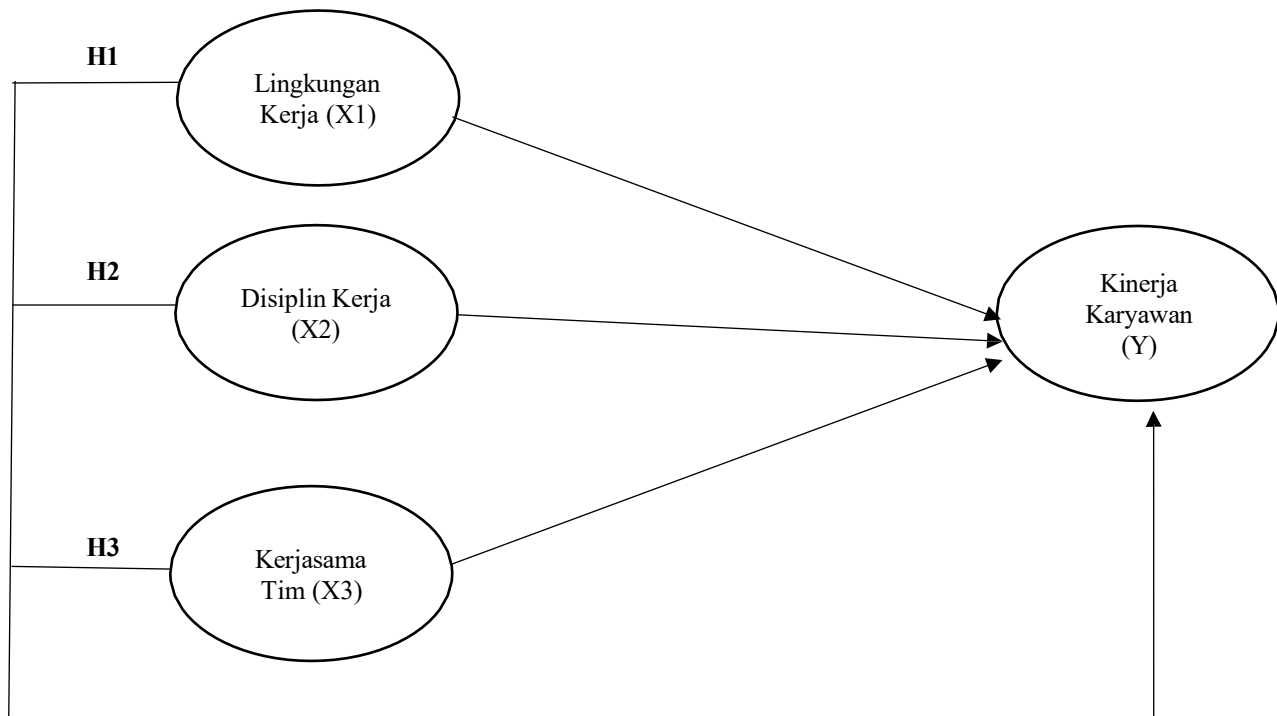 H1
Lingkungan
Kerja (X1)
H2
Disiplin Kerja
(X2)
Kinerja
Karyawan
(Y)
H3
Kerjasama
Tim (X3)